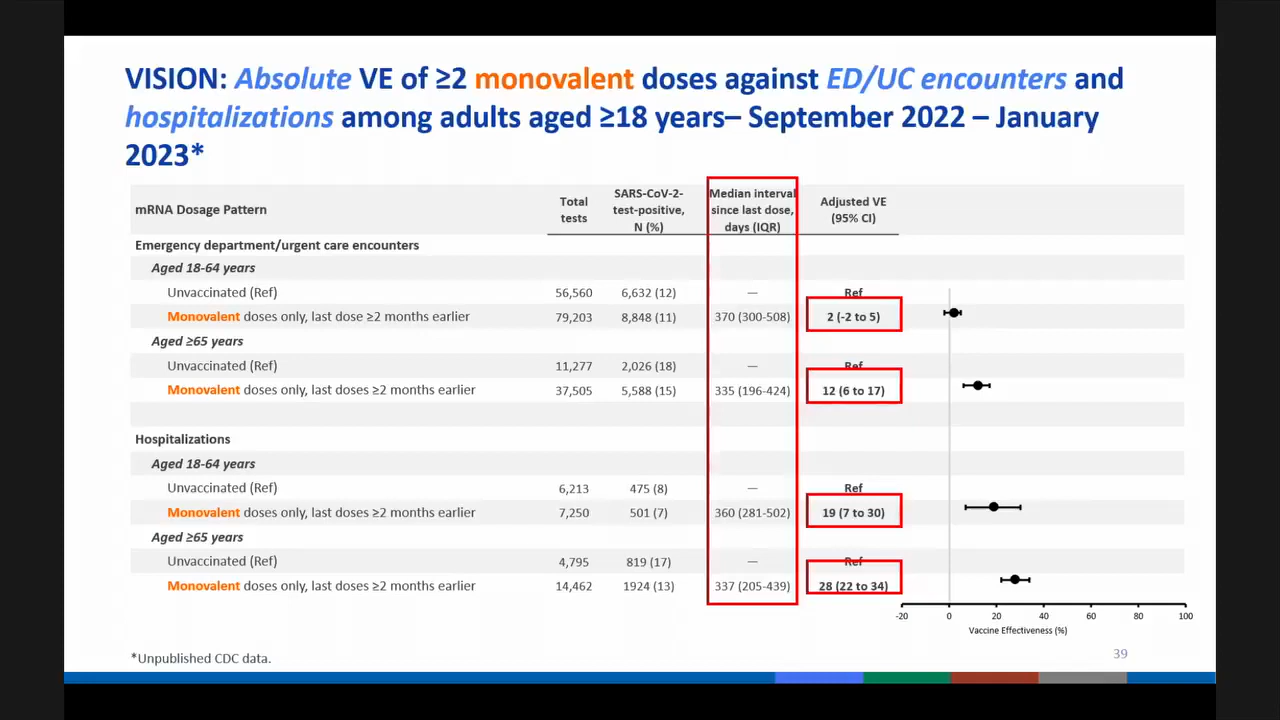 VISION: Absolute VE of ≥2 monovalent doses against ED/UC encounters and
hospitalizations among adults aged ≥18 years– September 2022 – January
2023*
mRNA Dosage Pattern Total tests SARS-CoV-2-test-positive, N (%) Median interval since last dose, days (IQR) Adjusted VE (95% CI)
Emergency department/urgent care encounters
Aged 18-64 years
Unvaccinated (Ref) 56,560 6,632 (12) — Ref
Monovalent doses only, last dose ≥2 months earlier 79,203 8,848 (11) 370 (300-508) 2 (-2 to 5)
Aged ≥65 years
Unvaccinated (Ref) 11,277 2,026 (18) — Ref
Monovalent doses only, last doses ≥2 months earlier 37,505 5,588 (15) 335 (196-424) 12 (6 to 17)
Hospitalizations
Aged 18-64 years
Unvaccinated (Ref) 6,213 475 (8) — Ref
Monovalent doses only, last doses ≥2 months earlier 7,250 501 (7) 360 (281-502) 19 (7 to 30)
Aged ≥65 years
Unvaccinated (Ref) 4,795 819 (17) — Ref
Monovalent doses only, last doses ≥2 months earlier 14,462 1924 (13) 337 (205-439) 28 (22 to 34)
-20 0 20 40 60 80 100
Vaccine Effectiveness (%)
*Unpublished CDC data.
39